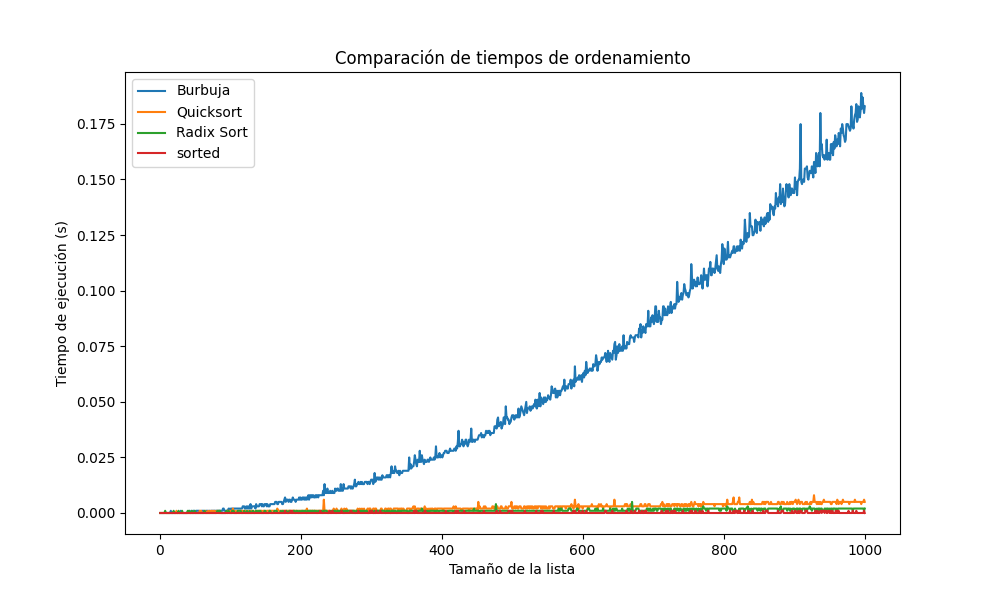 Comparación de tiempos de ordenamiento
Burbuja
Quicksort
Radix Sort
sorted
Tiempo de ejecución (s)
0.175
0.150
0.125
0.100
0.075
0.050
0.025
0.000
0 200 400 600 800 1000
Tamaño de la lista